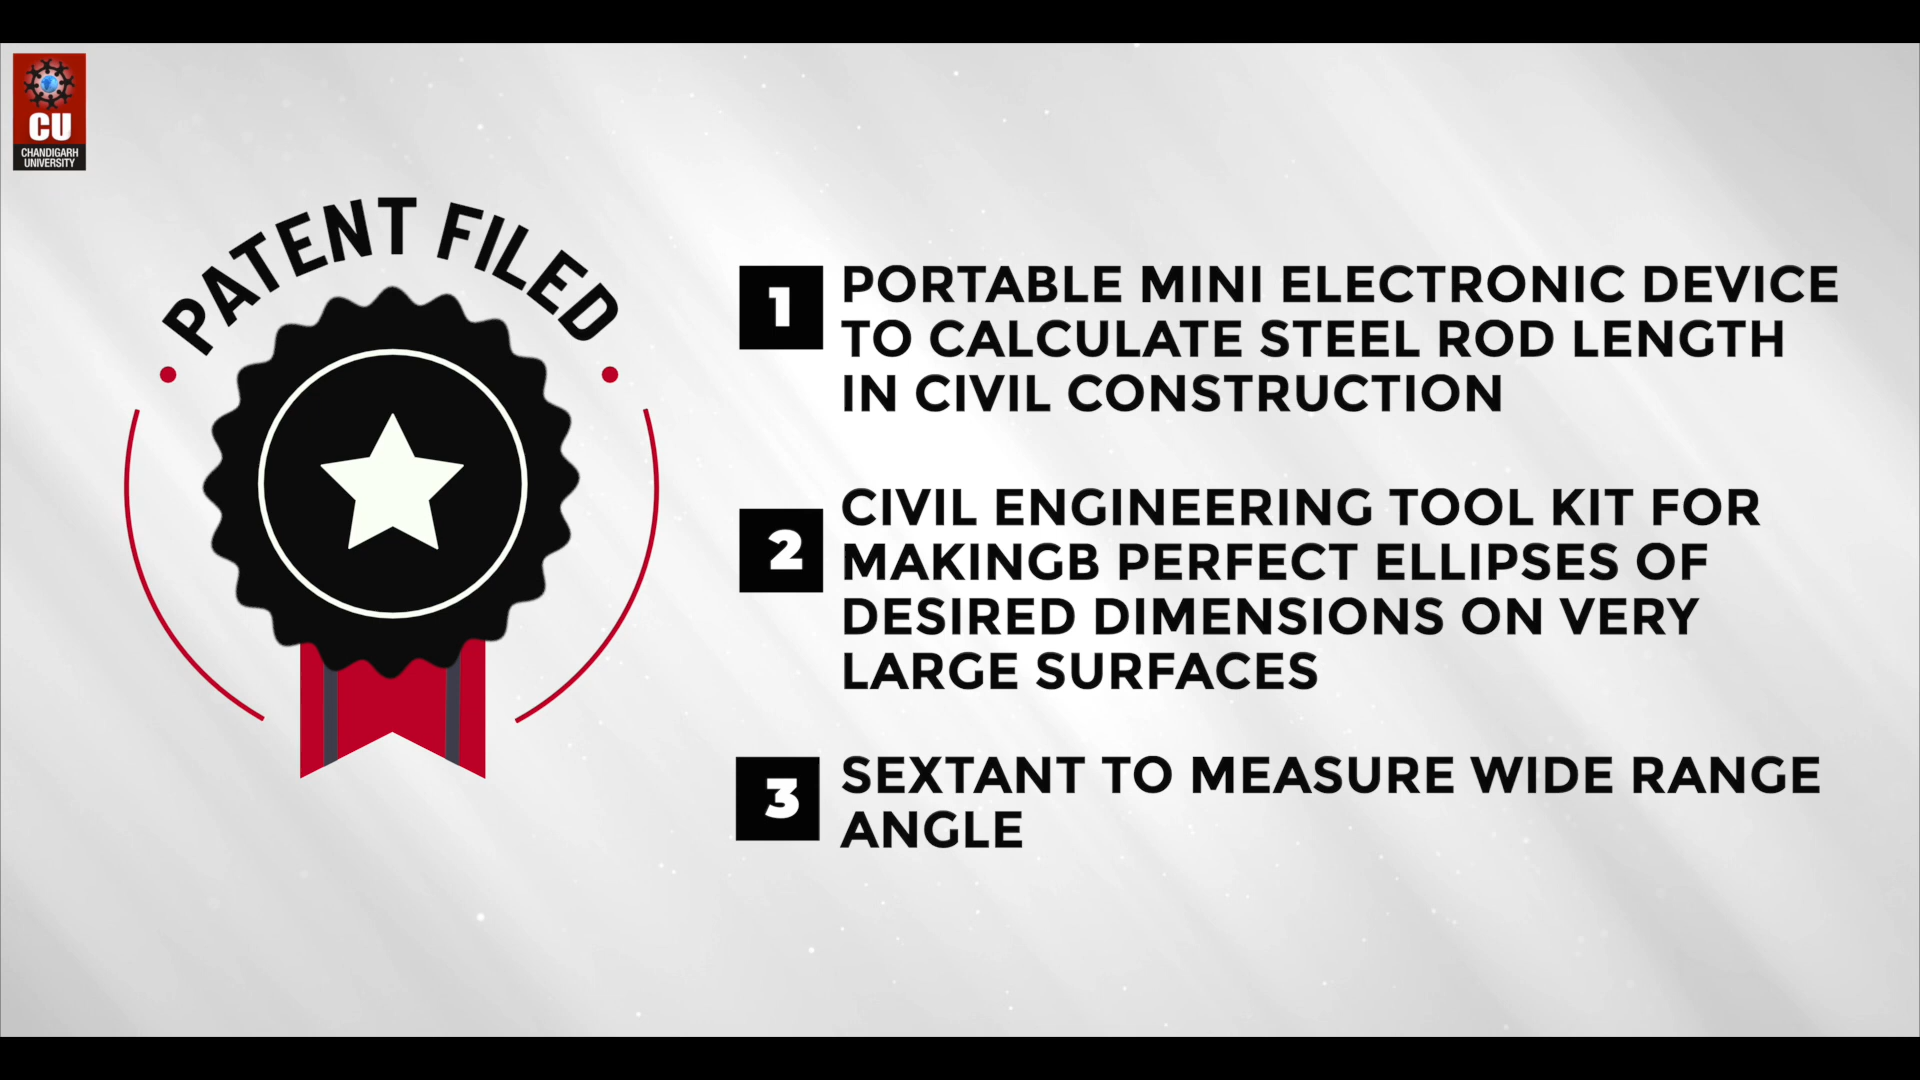 CU
CHANDIGARH
UNIVERSITY
PATENT FILED
1 PORTABLE MINI ELECTRONIC DEVICE
TO CALCULATE STEEL ROD LENGTH
IN CIVIL CONSTRUCTION
2 CIVIL ENGINEERING TOOL KIT FOR
MAKINGB PERFECT ELLIPSES OF
DESIRED DIMENSIONS ON VERY
LARGE SURFACES
3 SEXTANT TO MEASURE WIDE RANGE
ANGLE